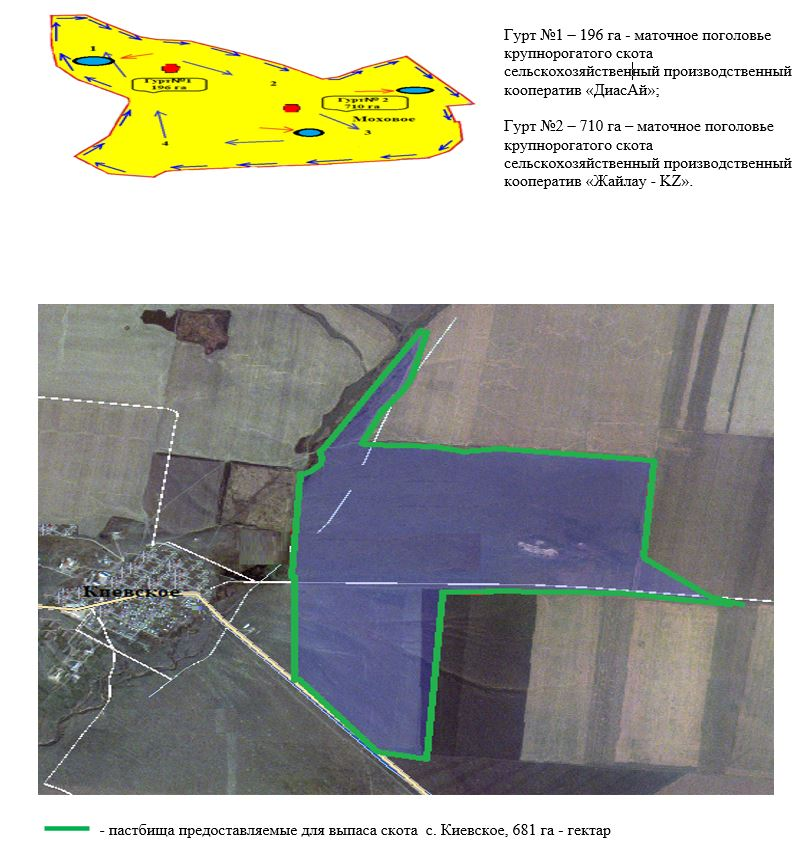 1
Гурт№1
196 га
2
Гурт№ 2
710 га
Моховое
3
4
Гурт №1 – 196 га - маточное поголовье
крупнорогатого скота
сельскохозяйственный производственный
кооператив «ДиасАй»;
Гурт №2 – 710 га – маточное поголовье
крупнорогатого скота
сельскохозяйственный производственный
кооператив «Жайлау - KZ».
Киевское
- пастбища предоставляемые для выпаса скота с. Киевское, 681 га - гектар